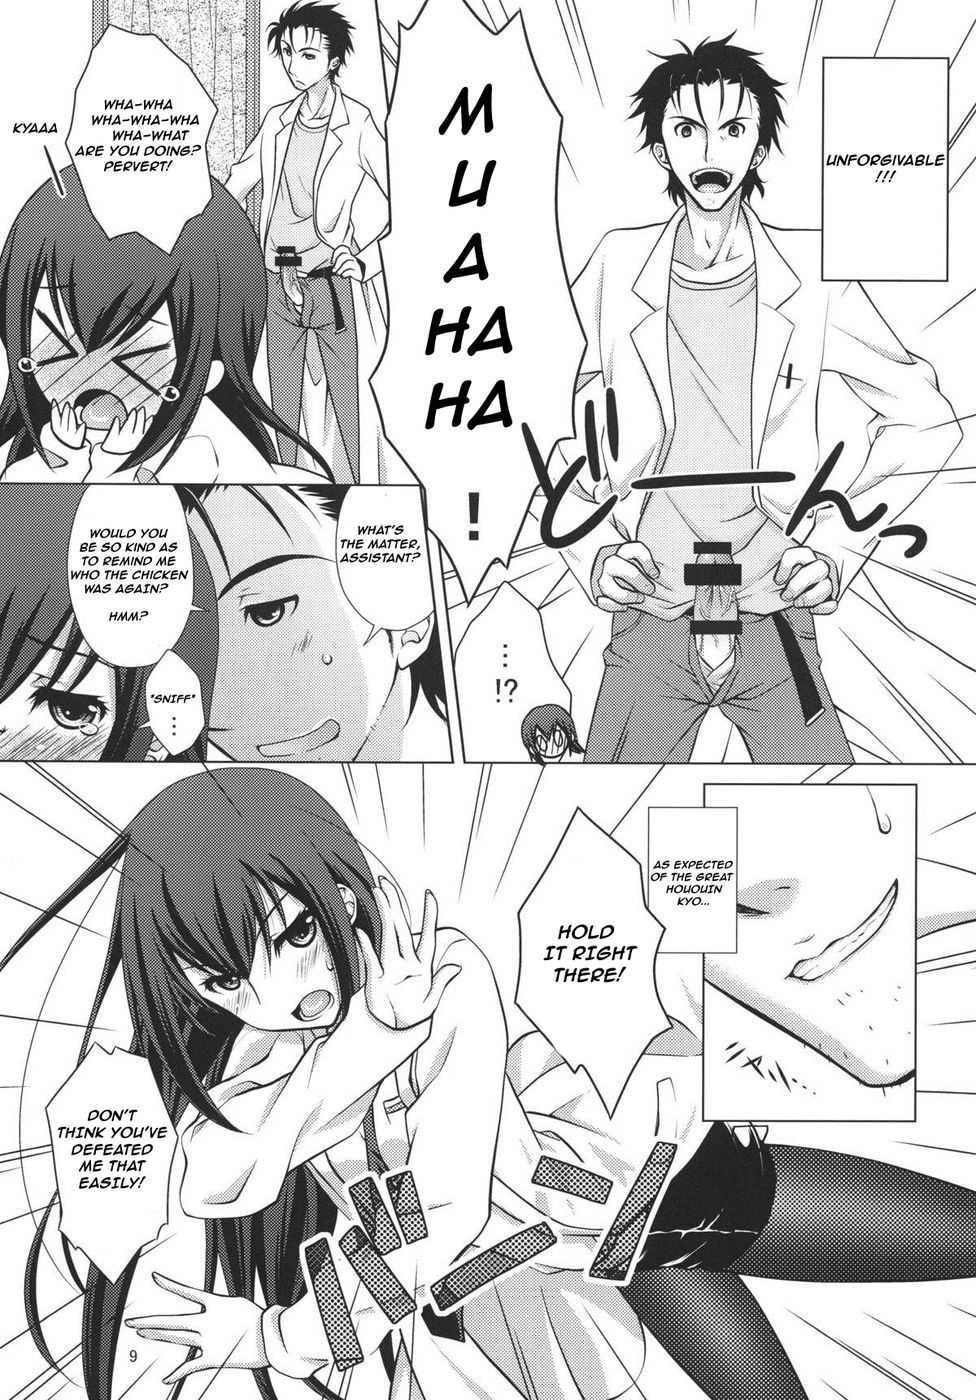 UNFORGIVABLE
!!!
MUAHAHAHA!
どーんっ
…
!?
KYAAA
WHA-WHA
WHA-WHA-WHA
WHA-WHAT
ARE YOU DOING?
PERVERT!
WHAT'S
THE MATTER,
ASSISTANT?
WOULD YOU
BE SO KIND AS
TO REMIND ME
WHO THE CHICKEN
WAS AGAIN?
HMM?
"SNIFF"
…
AS EXPECTED
OF THE GREAT
HOUOUIN
KYO...
HOLD
IT RIGHT
THERE!
DON'T
THINK YOU'VE
DEFEATED
ME THAT
EASILY!
9